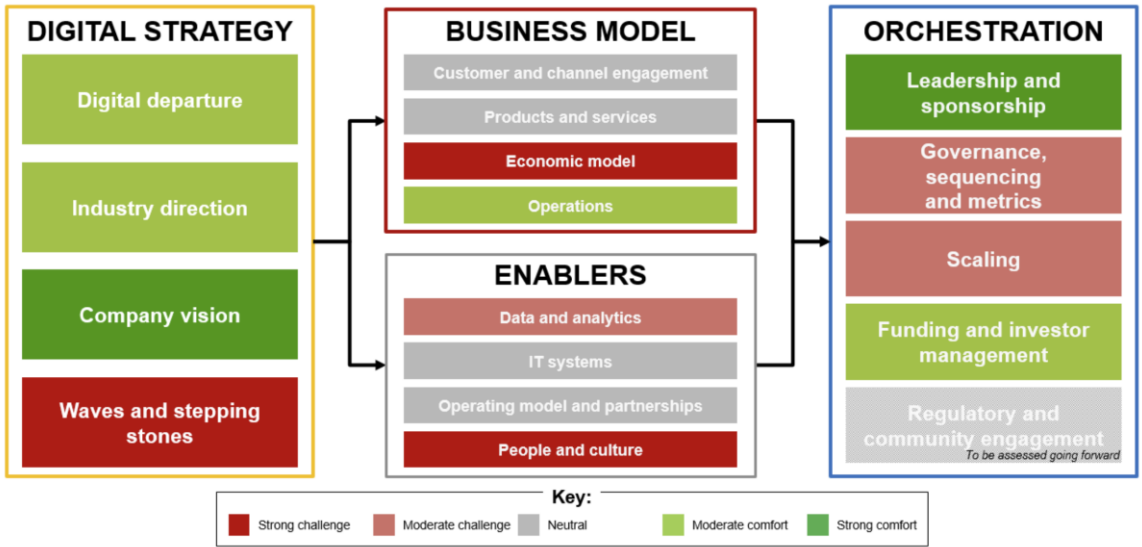 DIGITAL STRATEGY
Digital departure
Industry direction
Company vision
Waves and stepping
stones
BUSINESS MODEL
Customer and channel engagement
Products and services
Economic model
Operations
ENABLERS
Data and analytics
IT systems
Operating model and partnerships
People and culture
ORCHESTRATION
Leadership and
sponsorship
Governance,
sequencing
and metrics
Scaling
Funding and investor
management
Regulatory and
community engagement
To be assessed going forward
Key:
Strong challenge
Moderate challenge
Neutral
Moderate comfort
Strong comfort